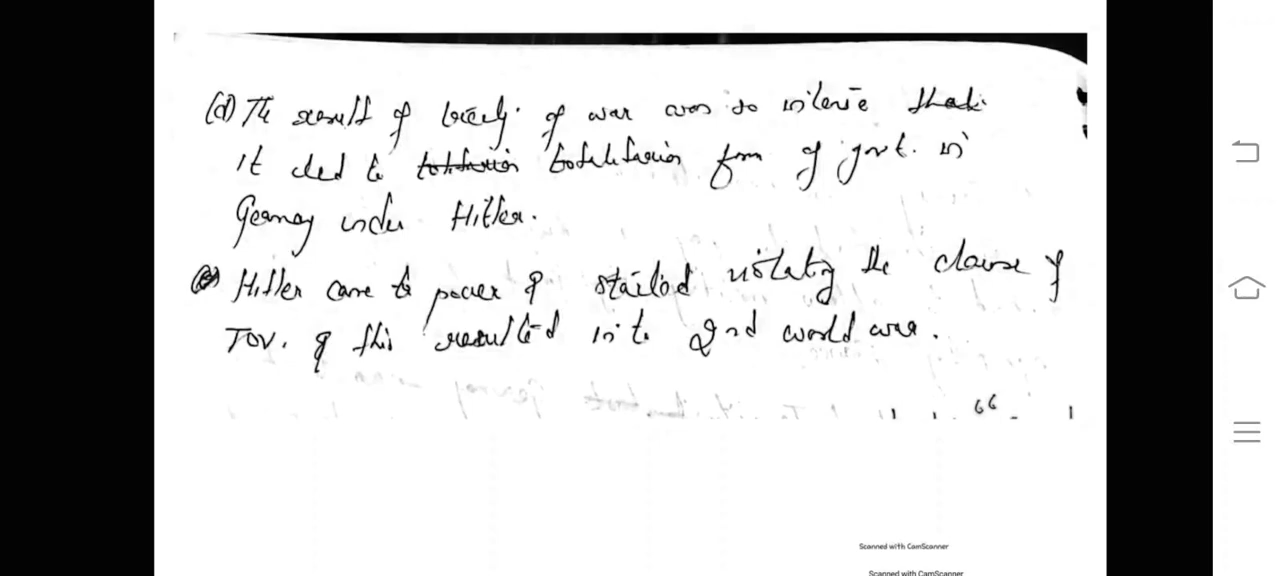 (d) The result of treaty of war was so intense that
it led to totalitarian totalitarian form of govt. in
Germany under Hitler.
(e) Hitler came to power & started violating the clause of
TOV. & this resulted into 2nd world war.
66
Scanned with CamScanner
Scanned with CamScanner